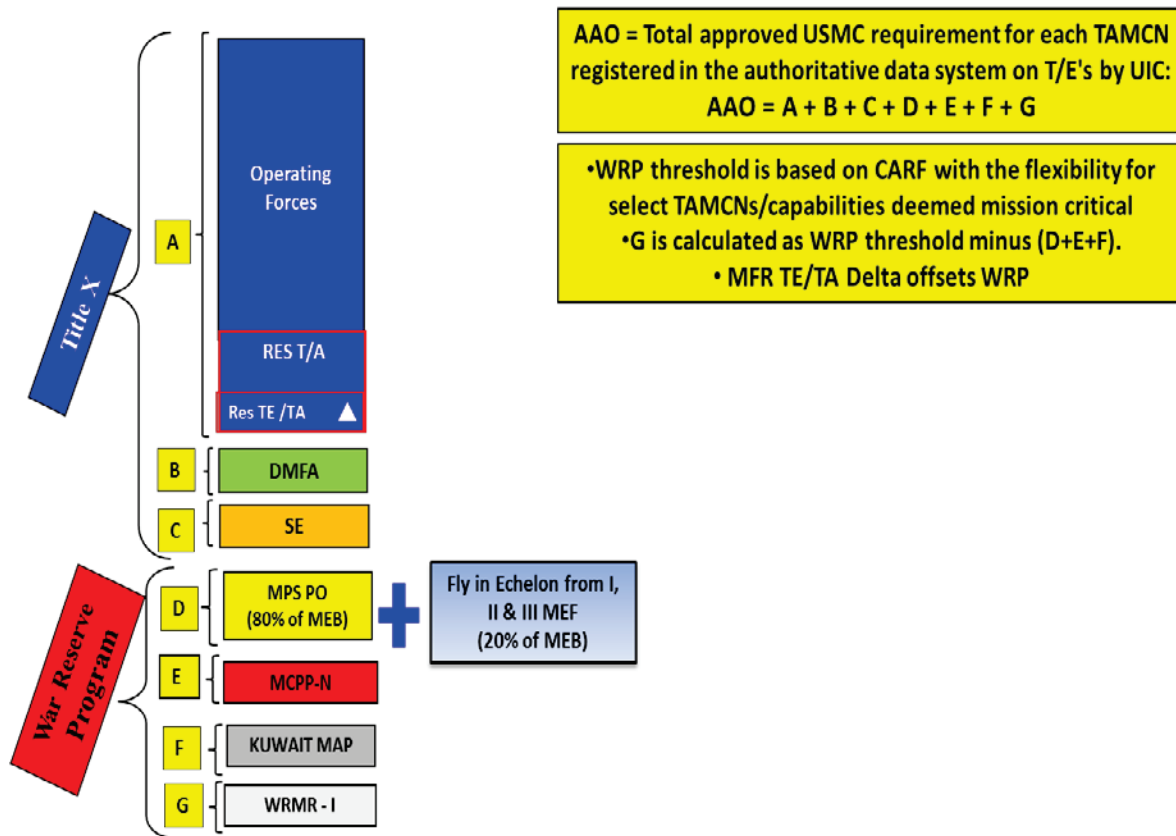 AAO = Total approved USMC requirement for each TAMCN
registered in the authoritative data system on T/E's by UIC:
AAO = A + B + C + D + E + F + G
•WRP threshold is based on CARF with the flexibility for
select TAMCNs/capabilities deemed mission critical
•G is calculated as WRP threshold minus (D+E+F).
• MFR TE/TA Delta offsets WRP
Title X
A
Operating
Forces
RES T/A
Res TE /TA
B
DMFA
C
SE
War Reserve
Program
D
MPS PO
(80% of MEB)
Fly in Echelon from I,
II & III MEF
(20% of MEB)
E
MCPP-N
F
KUWAIT MAP
G
WRMR - I